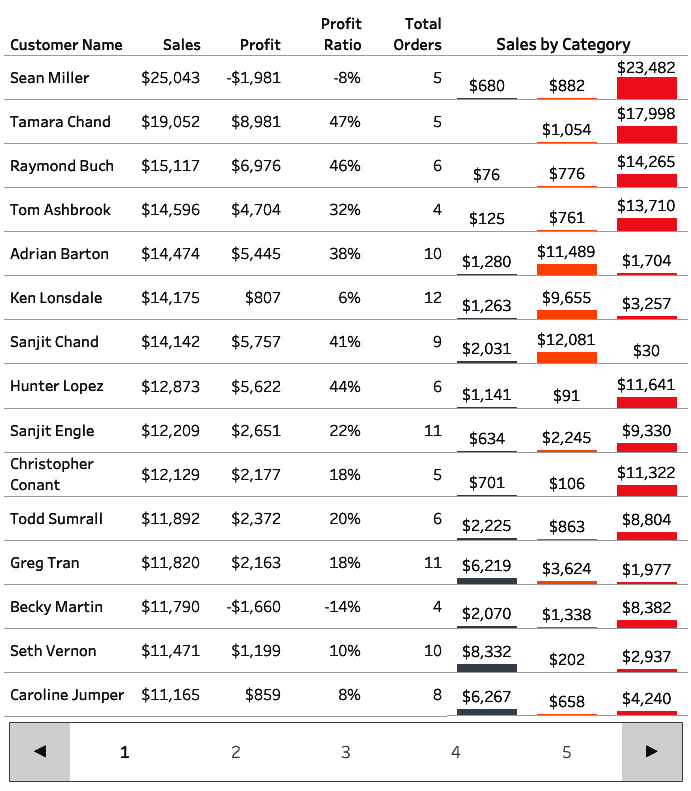 Customer Name Sales Profit Profit Ratio Total Orders Sales by Category
Sean Miller $25,043 -$1,981 -8% 5 $680 $882 $23,482
Tamara Chand $19,052 $8,981 47% 5 $1,054 $17,998
Raymond Buch $15,117 $6,976 46% 6 $76 $776 $14,265
Tom Ashbrook $14,596 $4,704 32% 4 $125 $761 $13,710
Adrian Barton $14,474 $5,445 38% 10 $1,280 $11,489 $1,704
Ken Lonsdale $14,175 $807 6% 12 $1,263 $9,655 $3,257
Sanjit Chand $14,142 $5,757 41% 9 $2,031 $12,081 $30
Hunter Lopez $12,873 $5,622 44% 6 $1,141 $91 $11,641
Sanjit Engle $12,209 $2,651 22% 11 $634 $2,245 $9,330
Christopher Conant $12,129 $2,177 18% 5 $701 $106 $11,322
Todd Sumrall $11,892 $2,372 20% 6 $2,225 $863 $8,804
Greg Tran $11,820 $2,163 18% 11 $6,219 $3,624 $1,977
Becky Martin $11,790 -$1,660 -14% 4 $2,070 $1,338 $8,382
Seth Vernon $11,471 $1,199 10% 10 $8,332 $202 $2,937
Caroline Jumper $11,165 $859 8% 8 $6,267 $658 $4,240
1 2 3 4 5